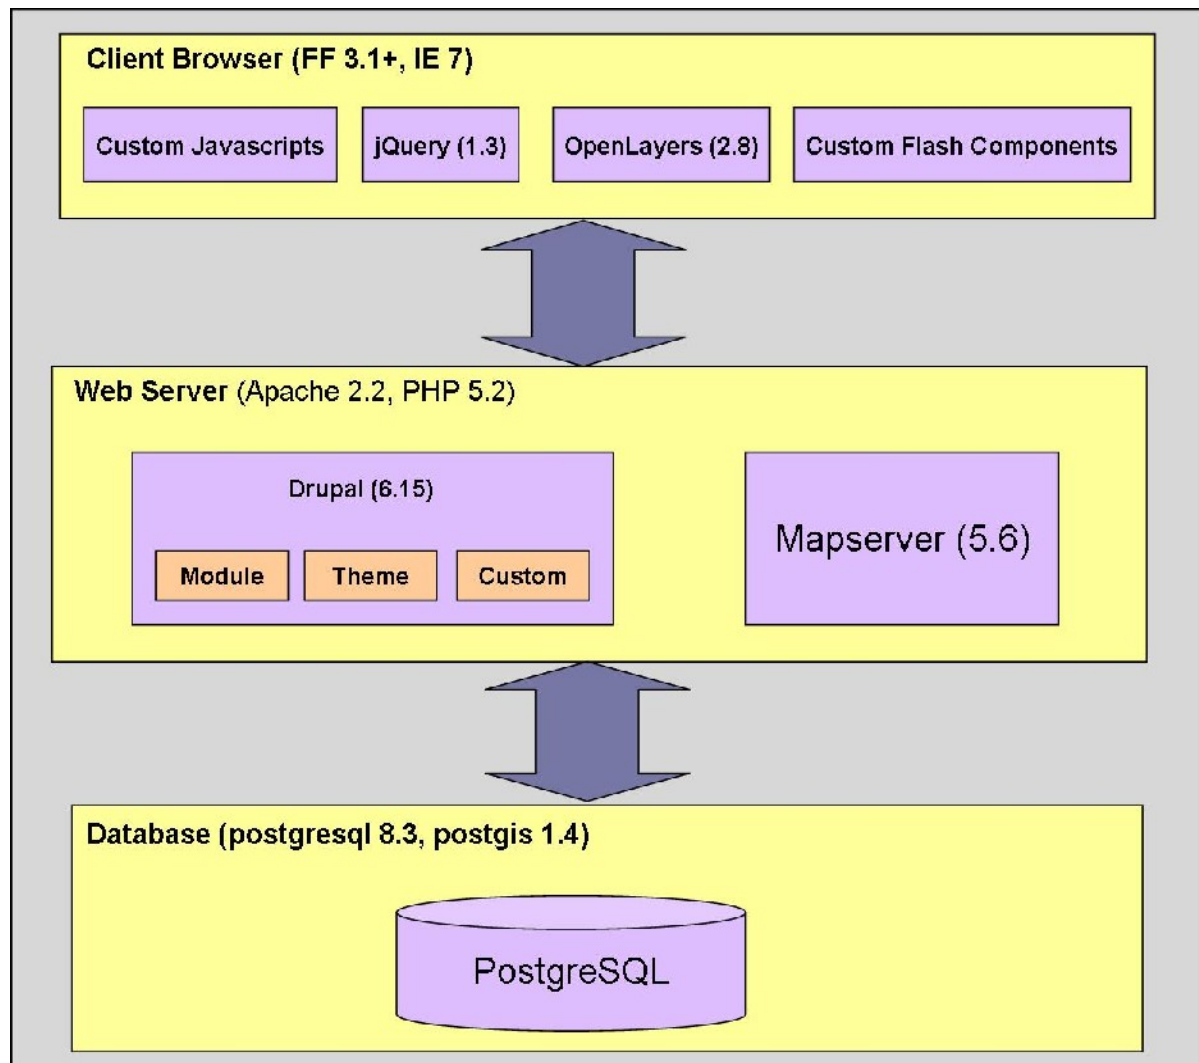 Client Browser (FF 3.1+, IE 7)
Custom Javascripts
jQuery (1.3)
OpenLayers (2.8)
Custom Flash Components
Web Server (Apache 2.2, PHP 5.2)
Drupal (6.15)
Module
Theme
Custom
Mapserver (5.6)
Database (postgresql 8.3, postgis 1.4)
PostgreSQL